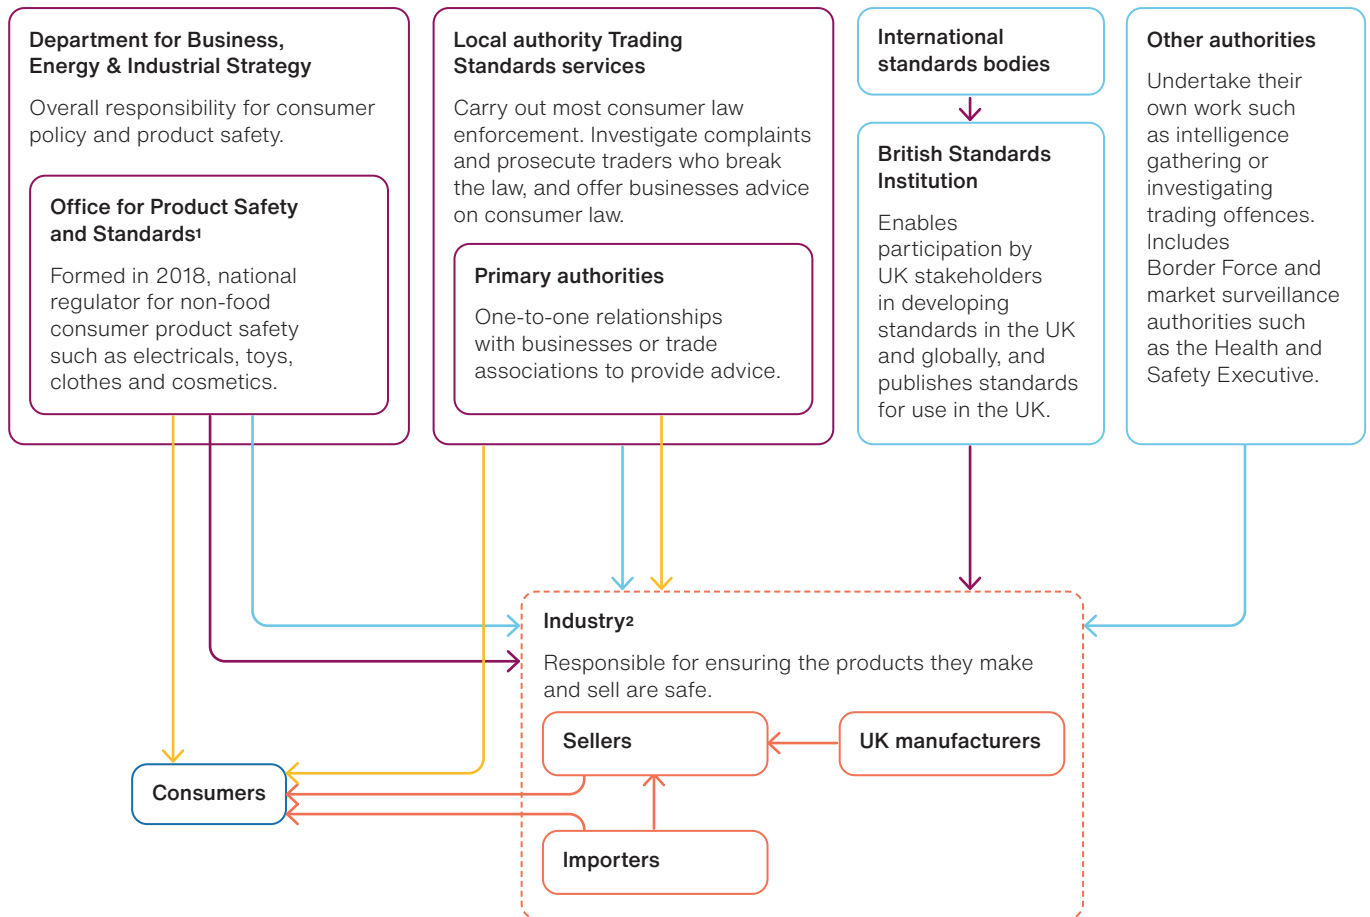 Department for Business,
Energy & Industrial Strategy
Overall responsibility for consumer
policy and product safety.
Office for Product Safety
and Standards1
Formed in 2018, national
regulator for non-food
consumer product safety
such as electricals, toys,
clothes and cosmetics.
Local authority Trading
Standards services
Carry out most consumer law
enforcement. Investigate complaints
and prosecute traders who break
the law, and offer businesses advice
on consumer law.
Primary authorities
One-to-one relationships
with businesses or trade
associations to provide advice.
International
standards bodies
British Standards
Institution
Enables
participation by
UK stakeholders
in developing
standards in the UK
and globally, and
publishes standards
for use in the UK.
Other authorities
Undertake their
own work such
as intelligence
gathering or
investigating
trading offences.
Includes
Border Force and
market surveillance
authorities such
as the Health and
Safety Executive.
Industry2
Responsible for ensuring the products they make
and sell are safe.
Sellers
UK manufacturers
Consumers
Importers